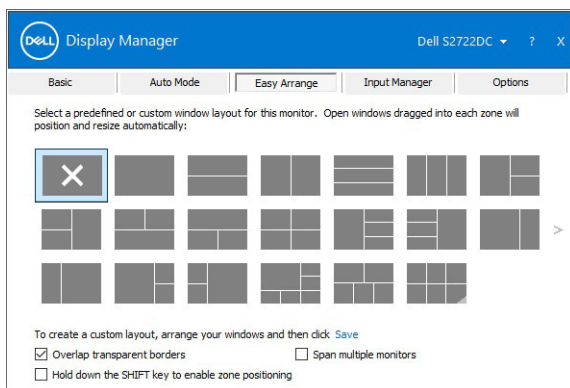 DELL Display Manager Dell S2722DC ? X
Basic Auto Mode Easy Arrange Input Manager Options
Select a predefined or custom window layout for this monitor. Open windows dragged into each zone will
position and resize automatically:
To create a custom layout, arrange your windows and then click Save
Overlap transparent borders Span multiple monitors
Hold down the SHIFT key to enable zone positioning